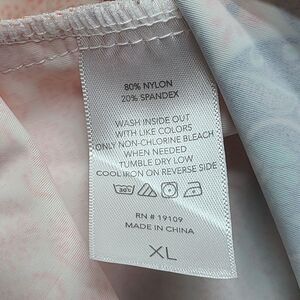 80% NYLON
20% SPANDEX
WASH INSIDE OUT
WITH LIKE COLORS
ONLY NON-CHLORINE BLEACH
WHEN NEEDED
TUMBLE DRY LOW
COOL IRON ON REVERSE SIDE
30°
RN # 19109
MADE IN CHINA
XL